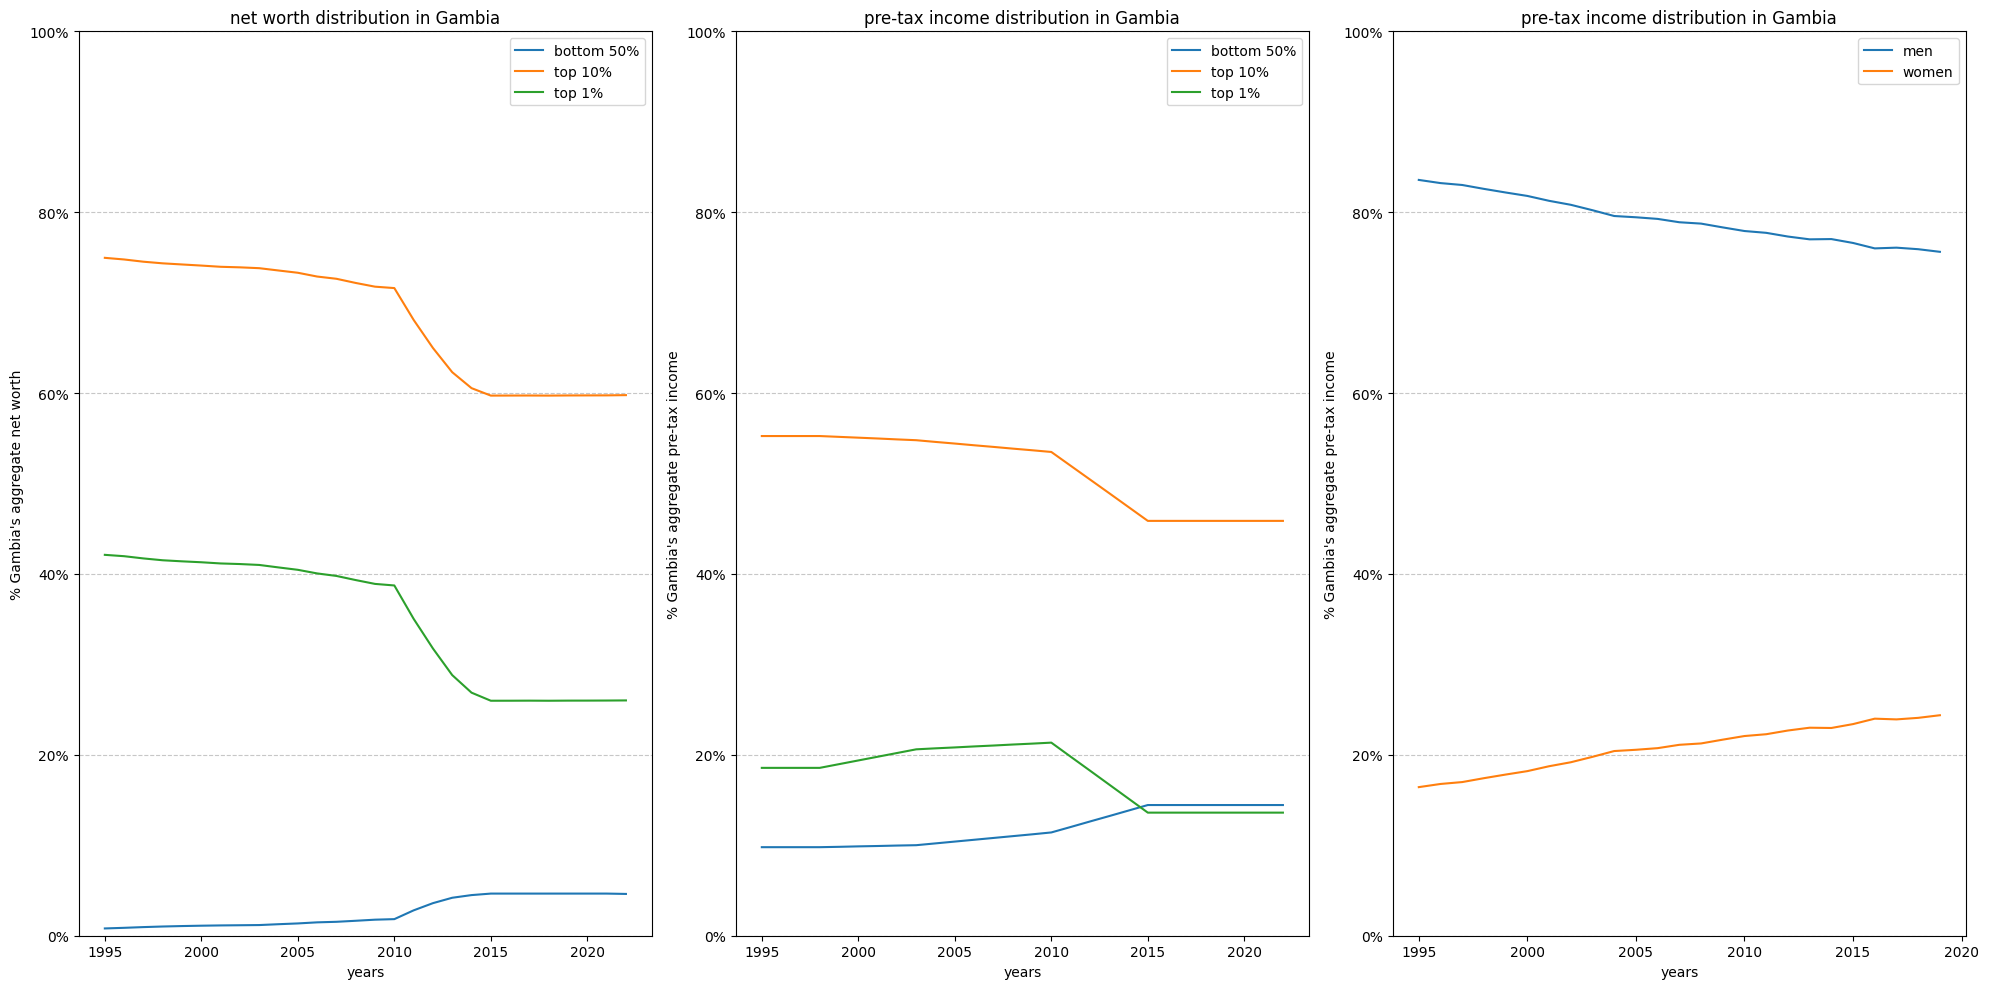 net worth distribution in Gambia
100%
80%
60%
40%
20%
0%
% Gambia's aggregate net worth
bottom 50%
top 10%
top 1%
1995 2000 2005 2010 2015 2020
years
pre-tax income distribution in Gambia
100%
80%
60%
40%
20%
0%
% Gambia's aggregate pre-tax income
bottom 50%
top 10%
top 1%
1995 2000 2005 2010 2015 2020
years
pre-tax income distribution in Gambia
100%
80%
60%
40%
20%
0%
% Gambia's aggregate pre-tax income
men
women
1995 2000 2005 2010 2015 2020
years